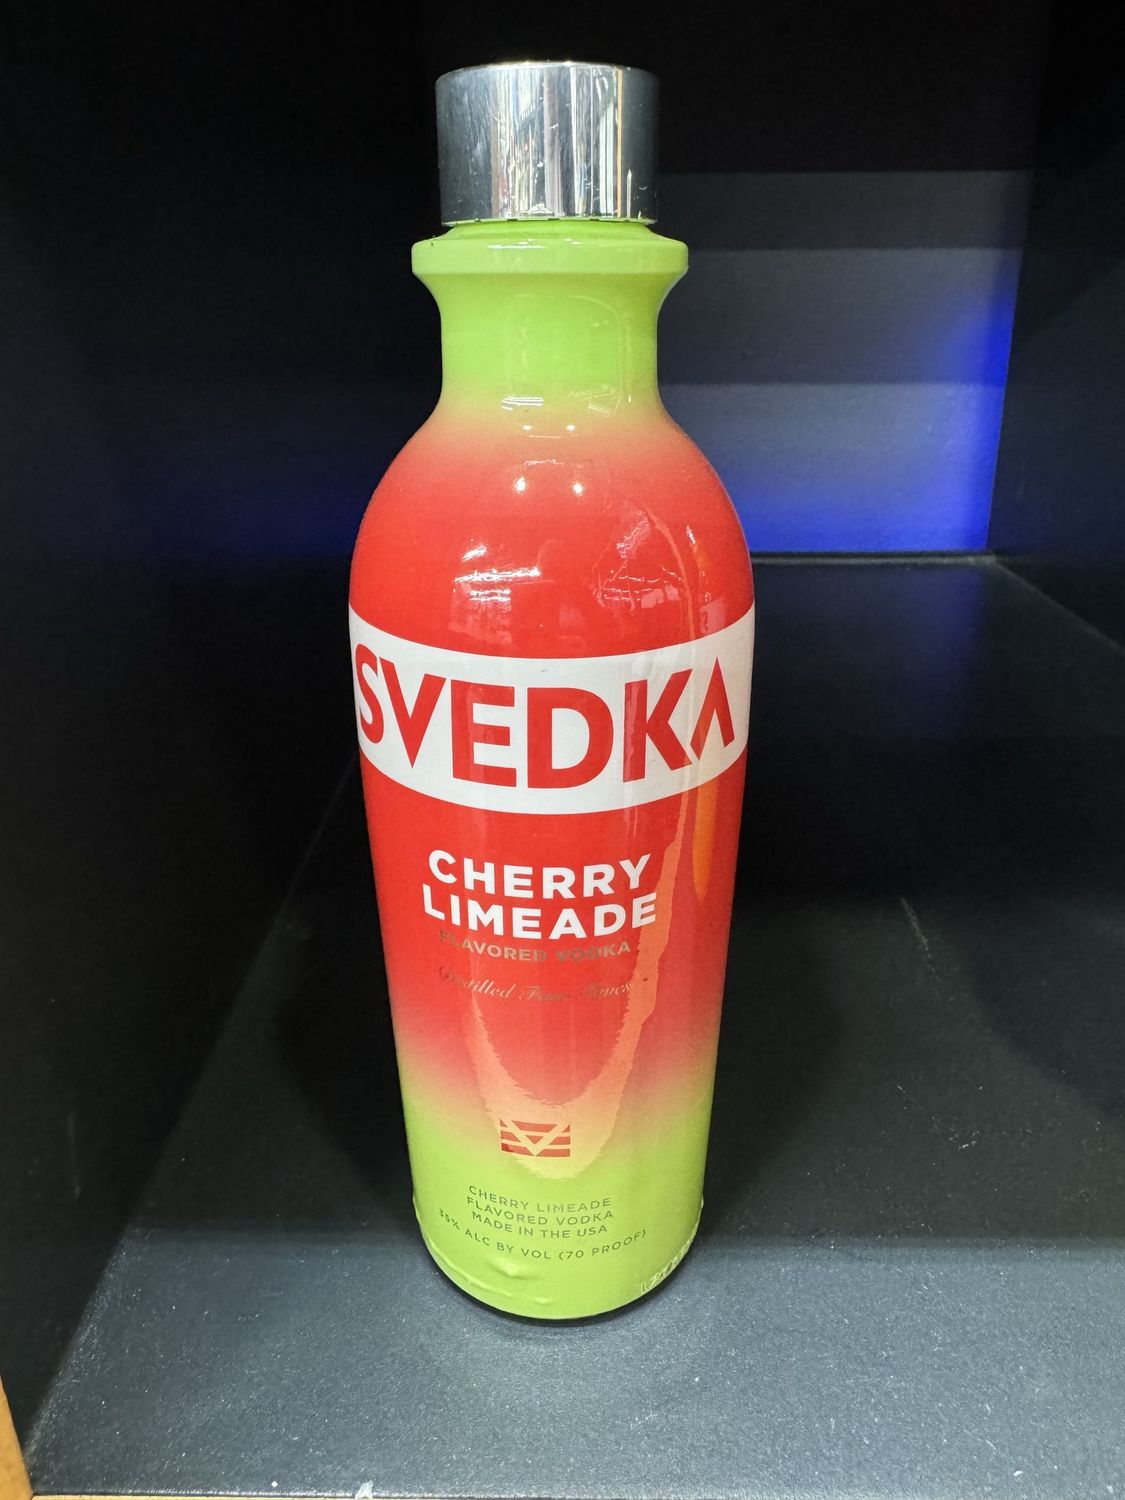 SVEDKA
CHERRY
LIMEADE
FLAVORED VODKA
Distilled Four Times
CHERRY LIMEADE
FLAVORED VODKA
MADE IN THE USA
35% ALC BY VOL (70 PROOF)